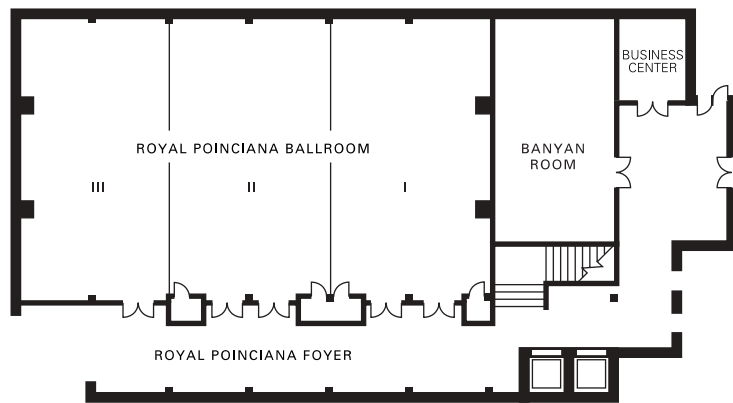 BUSINESS
CENTER
ROYAL POINCIANA BALLROOM
BANYAN
ROOM
III
II
I
ROYAL POINCIANA FOYER